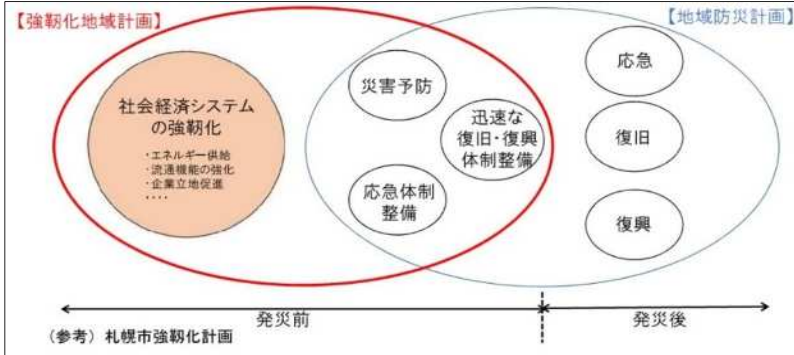 【強靭化地域計画】
【地域防災計画】
社会経済システム
の強靭化
・エネルギー供給
・流通機能の強化
・企業立地促進
・・・・
災害予防
迅速な
復旧・復興
体制整備
応急体制
整備
応急
復旧
復興
発災前
発災後
(参考) 札幌市強靭化計画